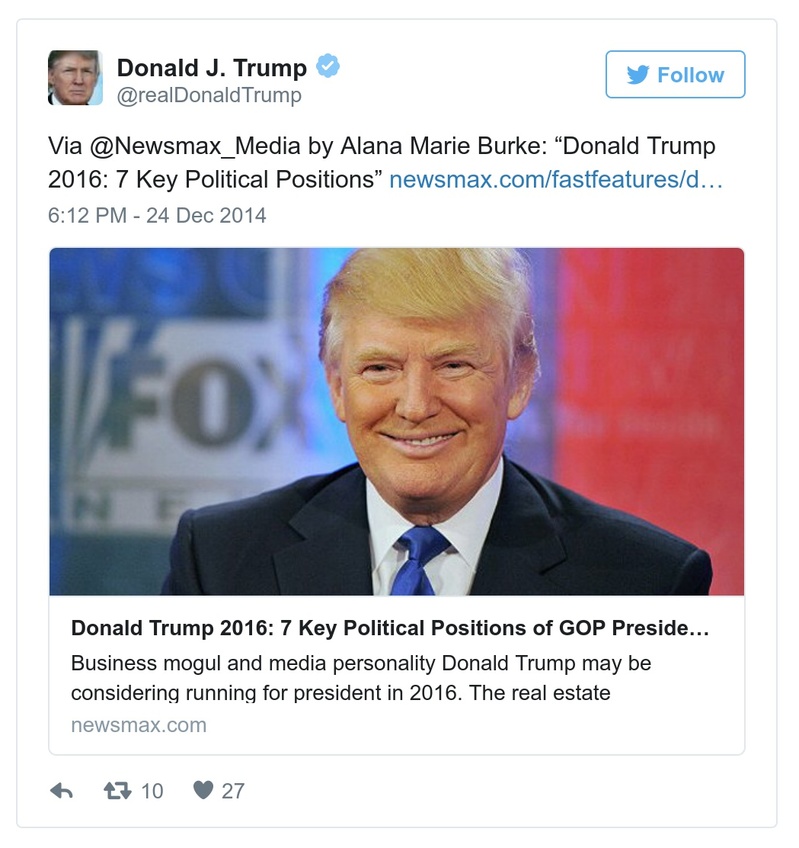 Donald J. Trump
@realDonaldTrump
Follow
Via @Newsmax_Media by Alana Marie Burke: “Donald Trump
2016: 7 Key Political Positions” newsmax.com/fastfeatures/d…
6:12 PM - 24 Dec 2014
FOX
NE
Donald Trump 2016: 7 Key Political Positions of GOP Preside…
Business mogul and media personality Donald Trump may be
considering running for president in 2016. The real estate
newsmax.com
10
27